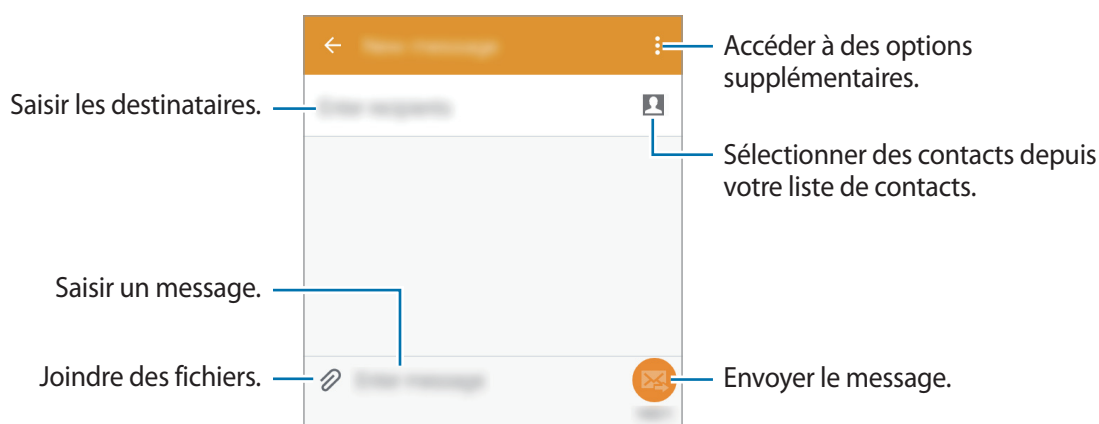 Accéder à des options
supplémentaires.
Saisir les destinataires.
Sélectionner des contacts depuis
votre liste de contacts.
Saisir un message.
Joindre des fichiers.
Envoyer le message.